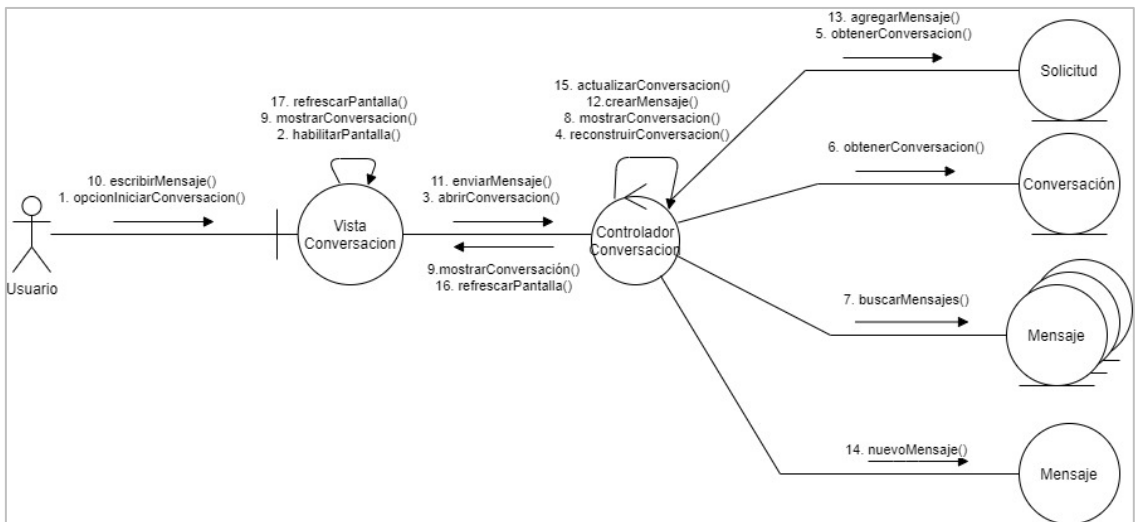 13. agregarMensaje()
5. obtenerConversacion()
Solicitud
15. actualizarConversacion()
12.crearMensaje()
8. mostrarConversacion()
4. reconstruirConversacion()
17. refrescarPantalla()
9. mostrarConversacion()
2. habilitarPantalla()
6. obtenerConversacion()
Conversación
10. escribirMensaje()
1. opcionIniciarConversacion()
11. enviarMensaje()
3. abrirConversacion()
Vista
Conversacion
Controlador
Conversacion
Usuario
9.mostrarConversación()
16. refrescarPantalla()
7. buscarMensajes()
Mensaje
14. nuevoMensaje()
Mensaje